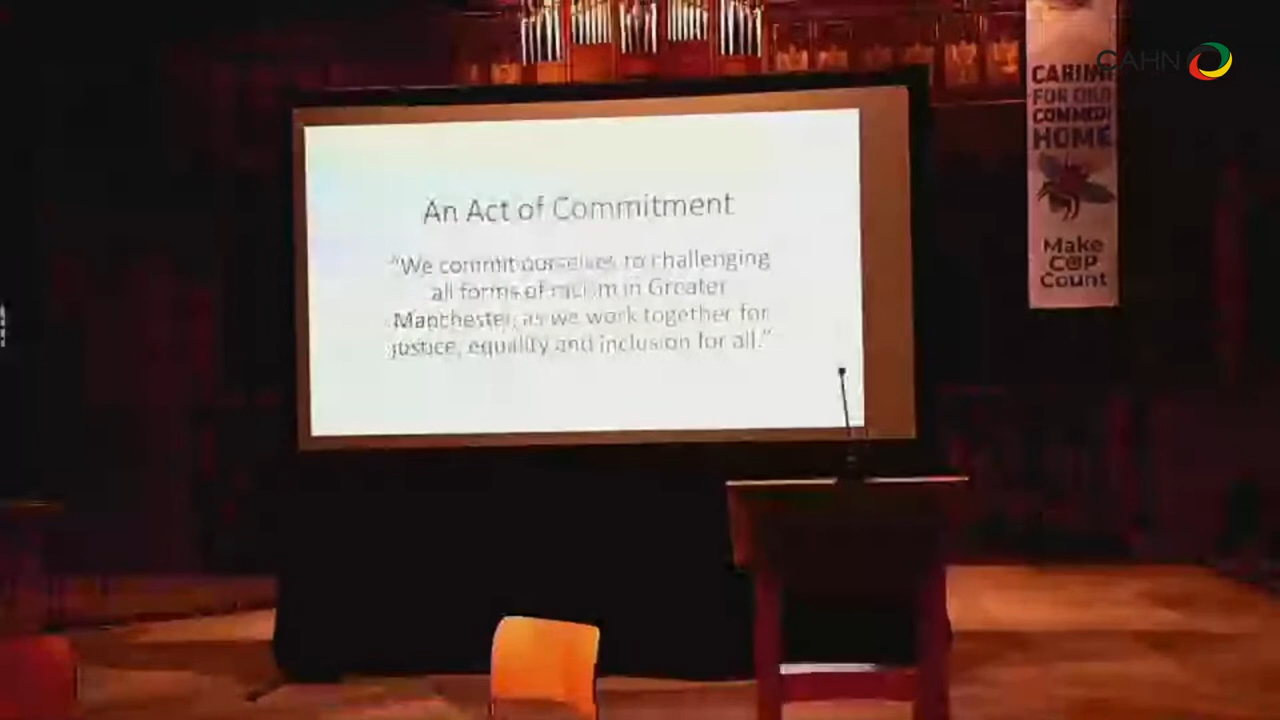 An Act of Commitment
"We commit ourselves to challenging
all forms of racism in Greater
Manchester, as we work together for
justice, equality and inclusion for all."
CAHN
CARING
FOR OUR
COMMON
HOME
Make
COP
Count